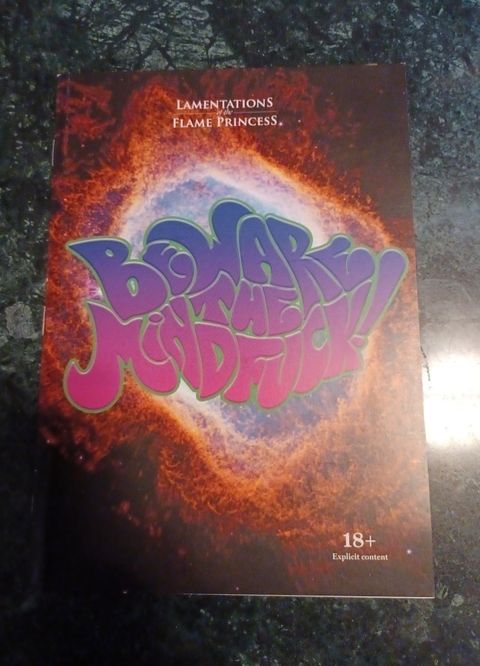 LAMENTATIONS
of the
FLAME PRINCESS
BEWARE
THE
MINDFUCK!
18+
Explicit content